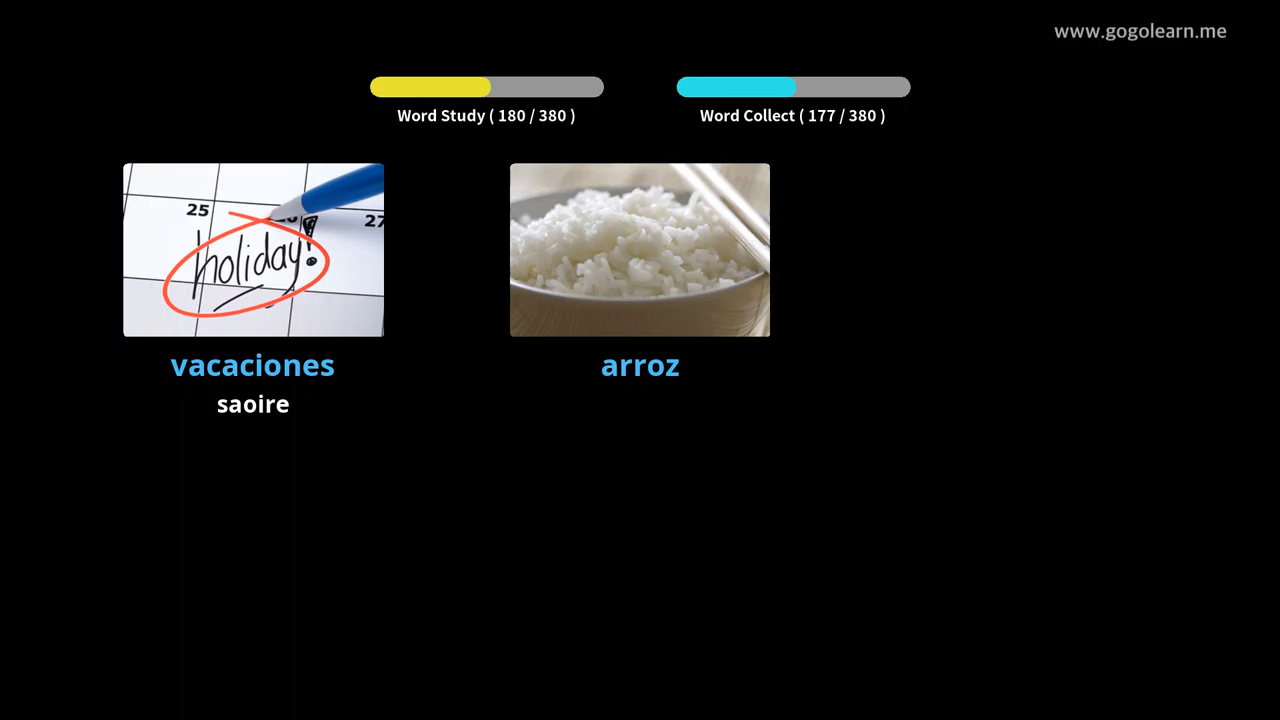 www.gogolearn.me
Word Study ( 180 / 380 )
Word Collect ( 177 / 380 )
25
27
holiday!
vacaciones
arroz
saoire